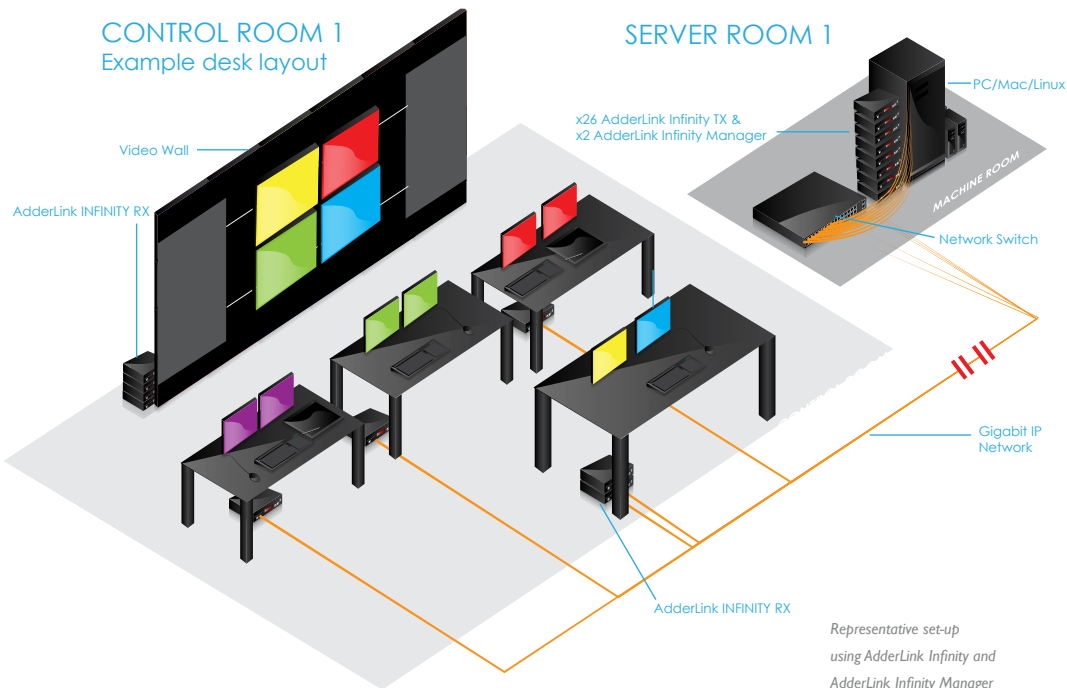 CONTROL ROOM 1
Example desk layout
SERVER ROOM 1
PC/Mac/Linux
x26 AdderLink Infinity TX &
x2 AdderLink Infinity Manager
Video Wall
MACHINE ROOM
AdderLink INFINITY RX
Network Switch
Gigabit IP
Network
AdderLink INFINITY RX
Representative set-up
using AdderLink Infinity and
AdderLink Infinity Manager